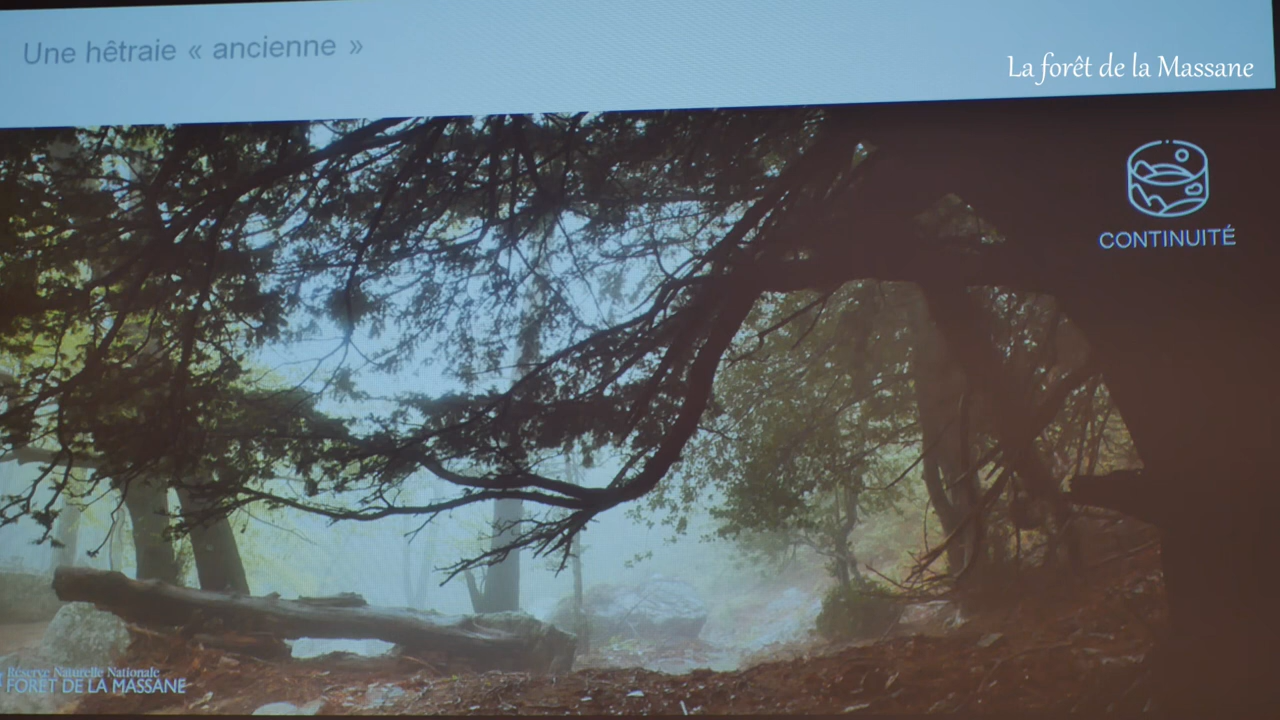 Une hêtraie « ancienne »
La forêt de la Massane
CONTINUITÉ
Réserve Naturelle Nationale
FORÊT DE LA MASSANE